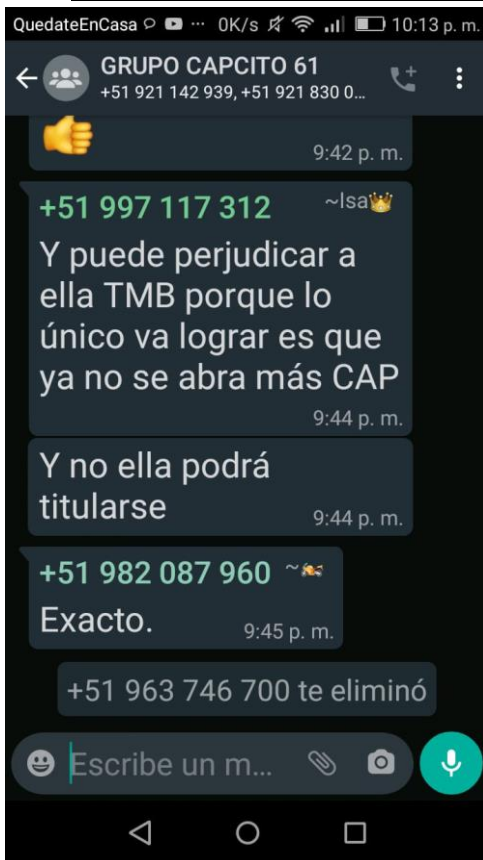 QuedateEnCasa ··· 0K/s 10:13 p. m.
GRUPO CAPCITO 61
+51 921 142 939, +51 921 830 0...
9:42 p. m.
+51 997 117 312 ~Isa👑
Y puede perjudicar a
ella TMB porque lo
único va lograr es que
ya no se abra más CAP
9:44 p. m.
Y no ella podrá
titularse
9:44 p. m.
+51 982 087 960 ~
Exacto.
9:45 p. m.
+51 963 746 700 te eliminó
Escribe un m...